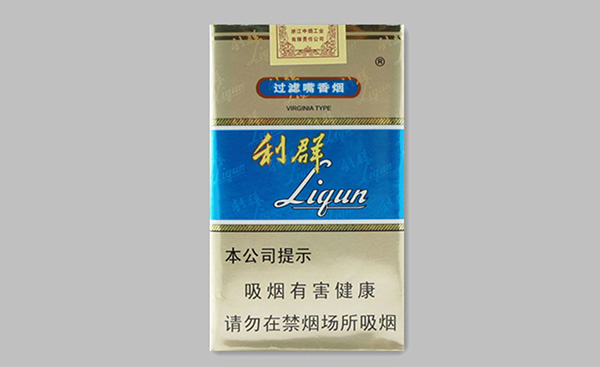 浙江中烟工业
有限责任公司
®
过滤嘴香烟
VIRGINIA TYPE
利群
Liqun
本公司提示
吸烟有害健康
请勿在禁烟场所吸烟